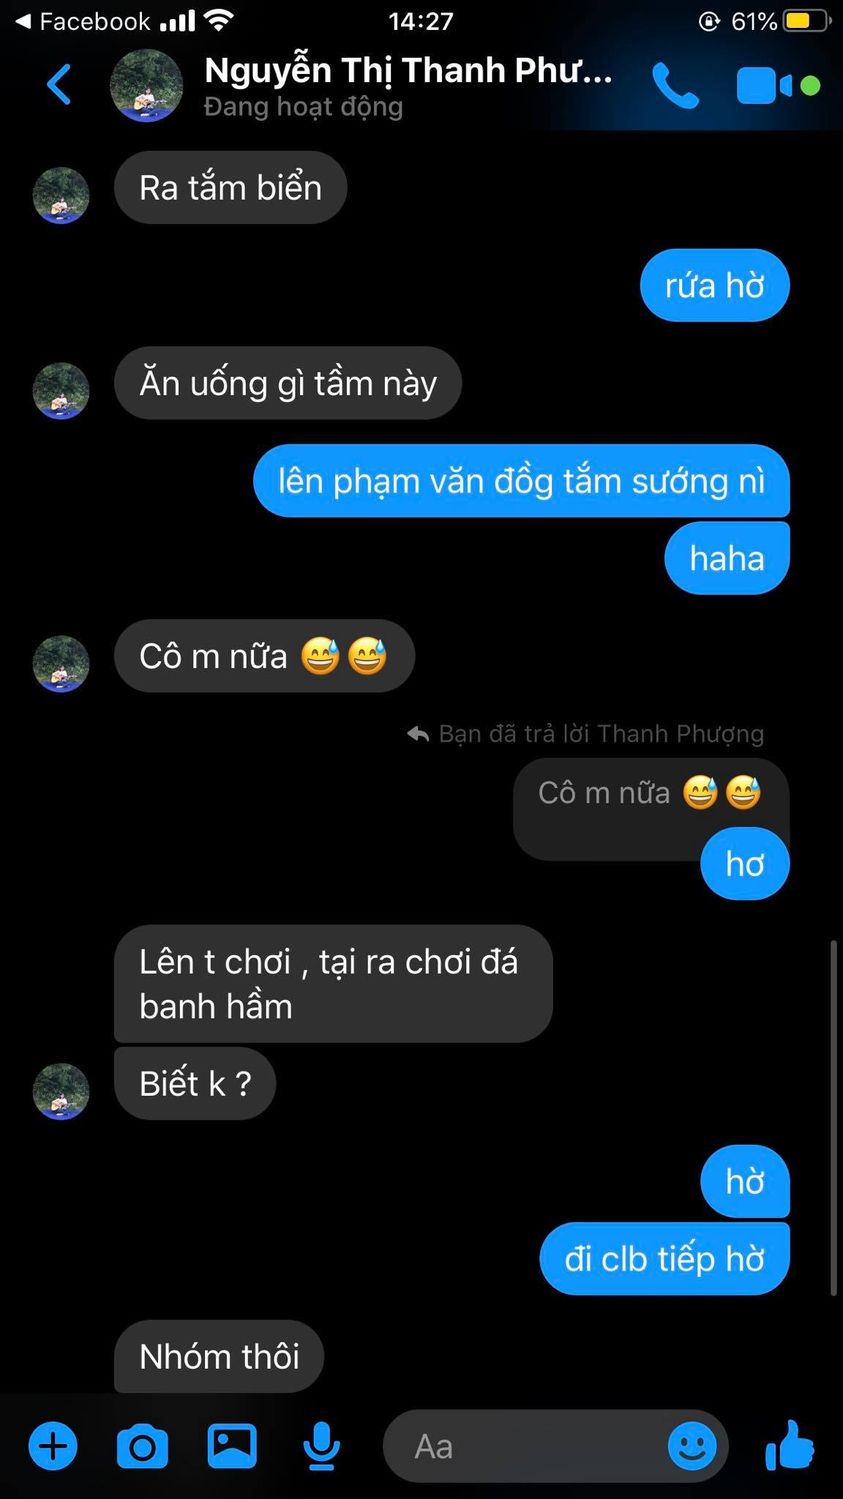 Facebook
14:27
61%
Nguyễn Thị Thanh Phư...
Đang hoạt động
Ra tắm biển
rứa hờ
Ăn uống gì tầm này
lên phạm văn đồg tắm sướng nì
haha
Cô m nữa 😅😅
Bạn đã trả lời Thanh Phượng
Cô m nữa 😅😅
hơ
Lên t chơi , tại ra chơi đá
banh hầm
Biết k ?
hờ
đi clb tiếp hờ
Nhóm thôi
Aa